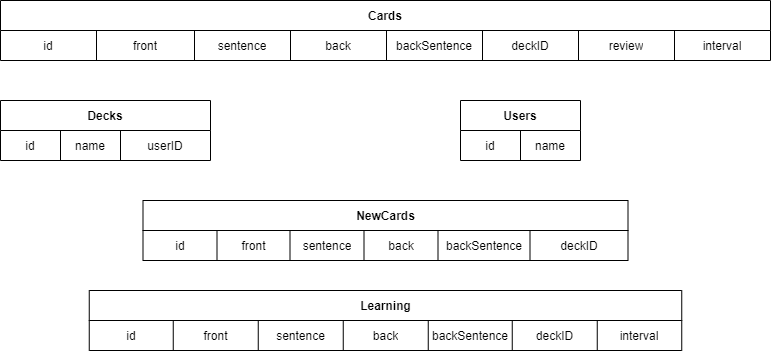 Cards
id front sentence back backSentence deckID review interval
Decks
id name userID
Users
id name
NewCards
id front sentence back backSentence deckID
Learning
id front sentence back backSentence deckID interval